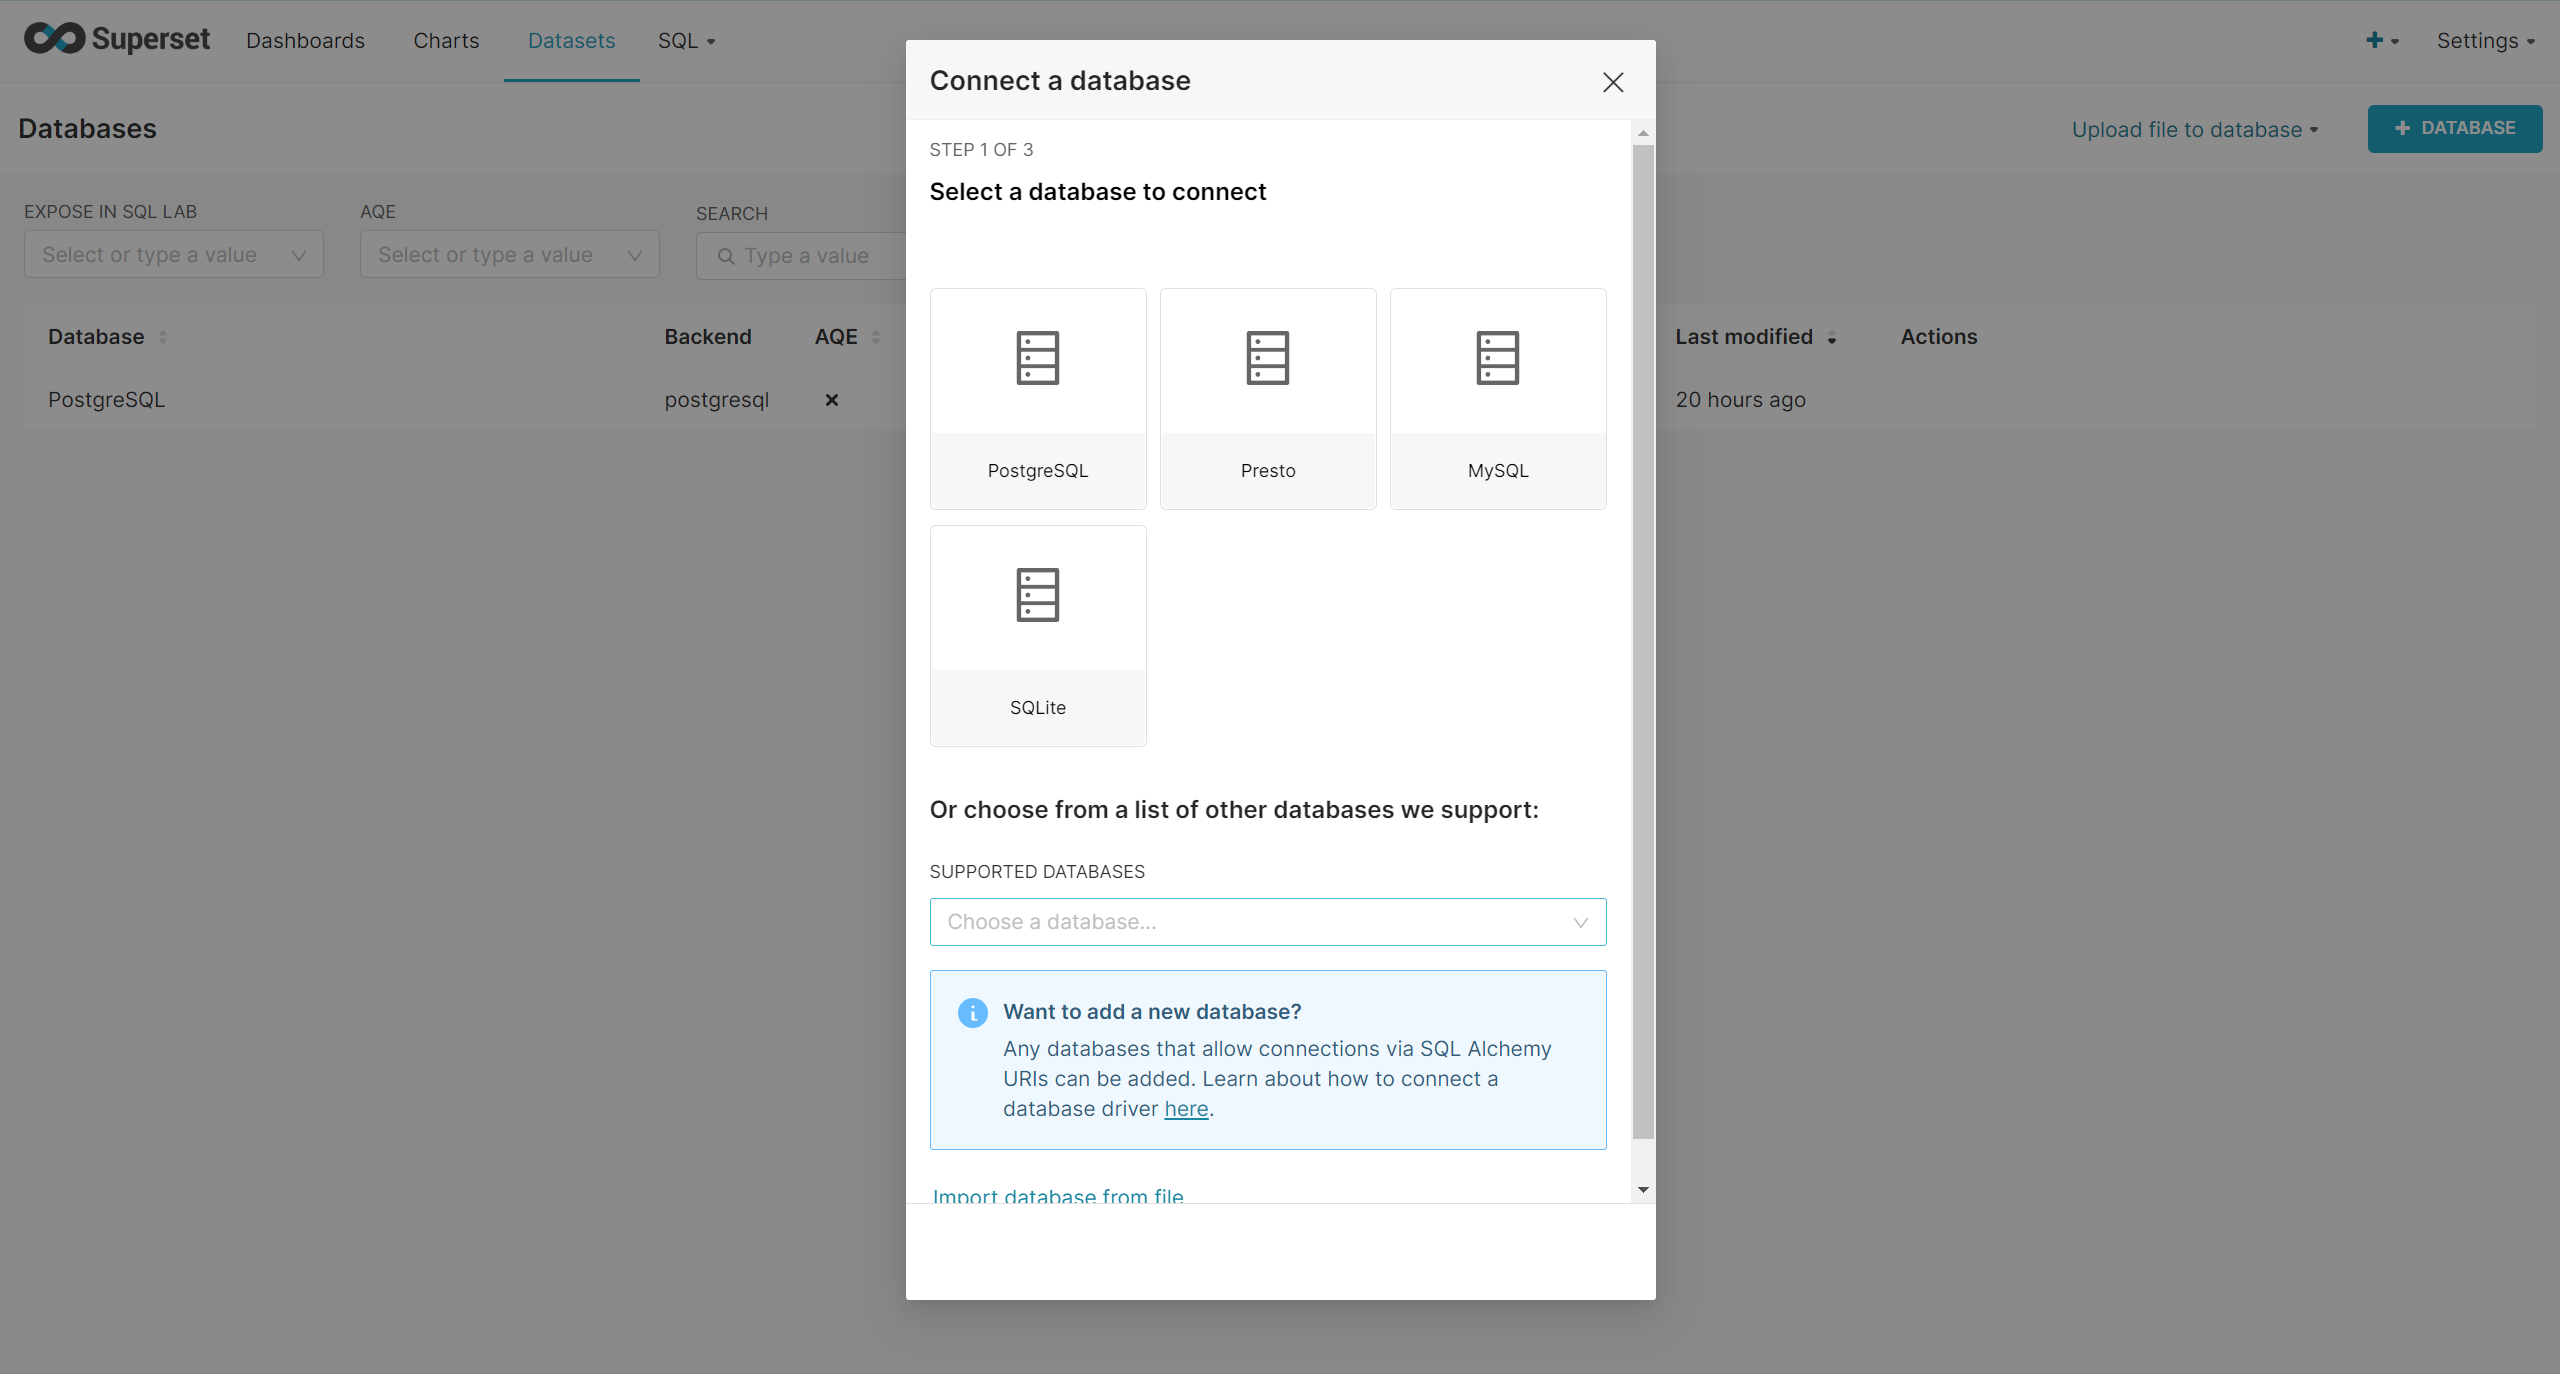 Superset
Dashboards
Charts
Datasets
SQL
Settings
Databases
Upload file to database
DATABASE
EXPOSE IN SQL LAB
AQE
SEARCH
Select or type a value
Select or type a value
Type a value
Database
Backend
AQE
Last modified
Actions
PostgreSQL
postgresql
20 hours ago
Connect a database
STEP 1 OF 3
Select a database to connect
PostgreSQL
Presto
MySQL
SQLite
Or choose from a list of other databases we support:
SUPPORTED DATABASES
Choose a database...
Want to add a new database?
Any databases that allow connections via SQL Alchemy
URIs can be added. Learn about how to connect a
database driver here.
Import database from file